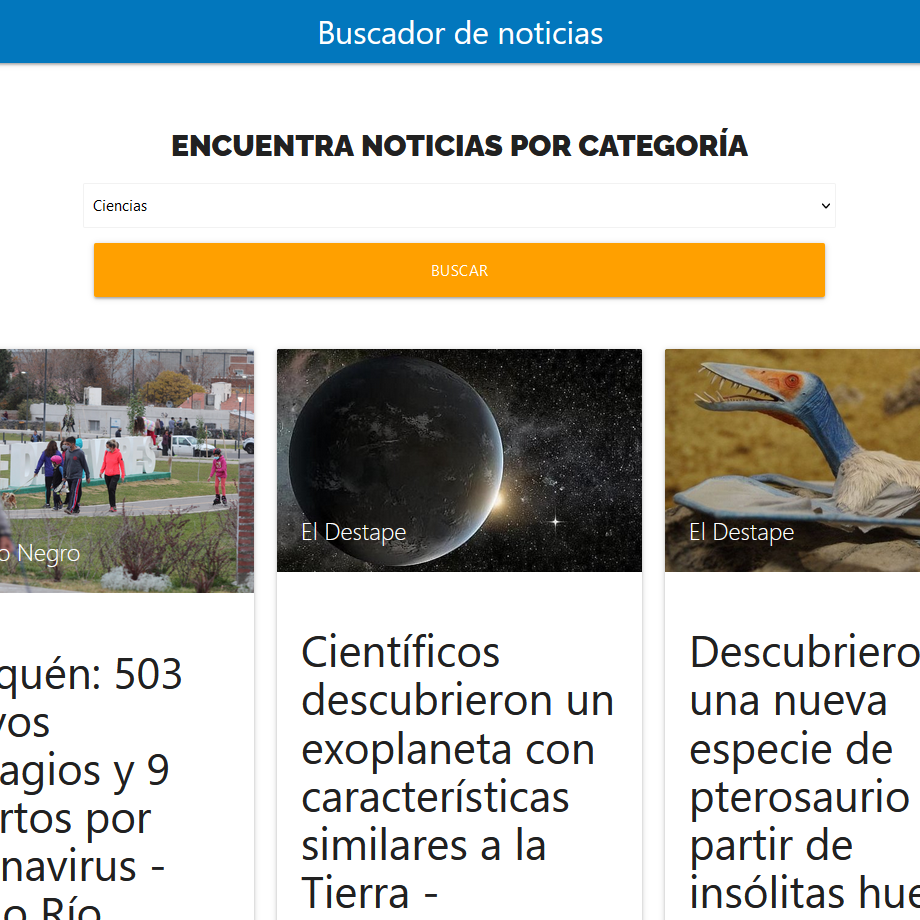 Buscador de noticias
ENCUENTRA NOTICIAS POR CATEGORÍA
Ciencias
BUSCAR
o Negro
quén: 503
vos
agios y 9
rtos por
navirus -
o Río
El Destape
Científicos
descubrieron un
exoplaneta con
características
similares a la
Tierra -
El Destape
Descubriero
una nueva
especie de
pterosaurio
partir de
insólitas hue